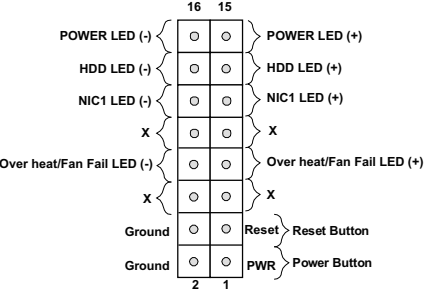 16 15
POWER LED (-) POWER LED (+)
HDD LED (-) HDD LED (+)
NIC1 LED (-) NIC1 LED (+)
X X
Over heat/Fan Fail LED (-) Over heat/Fan Fail LED (+)
X X
Ground Reset Reset Button
Ground PWR Power Button
2 1